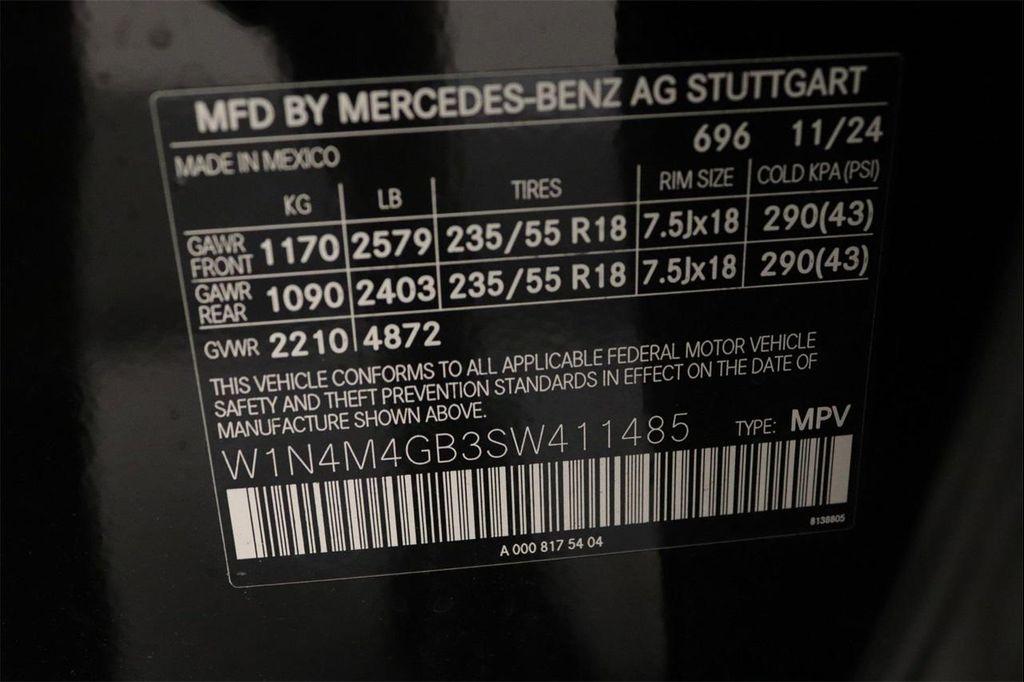 MFD BY MERCEDES-BENZ AG STUTTGART
696 11/24
MADE IN MEXICO
KG LB TIRES RIM SIZE COLD KPA (PSI)
GAWR FRONT 1170 2579 235/55 R18 7.5Jx18 290(43)
GAWR REAR 1090 2403 235/55 R18 7.5Jx18 290(43)
GVWR 2210 4872
THIS VEHICLE CONFORMS TO ALL APPLICABLE FEDERAL MOTOR VEHICLE
SAFETY AND THEFT PREVENTION STANDARDS IN EFFECT ON THE DATE OF
MANUFACTURE SHOWN ABOVE.
W1N4M4GB3SW411485 TYPE: MPV
8138805
A 000 817 54 04